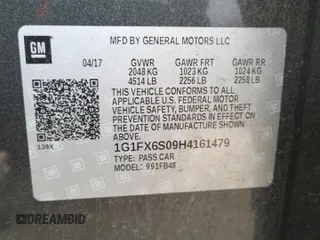 GM
MFD BY GENERAL MOTORS LLC
04/17 GVWR GAWR FRT GAWR RR
2048 KG 1023 KG 1024 KG
4514 LB 2256 LB 2258 LB
THIS VEHICLE CONFORMS TO ALL
APPLICABLE U.S. FEDERAL MOTOR
VEHICLE SAFETY, BUMPER, AND THEFT
PREVENTION STANDARDS IN EFFECT
ON THE DATE OF MANUFACTURE
SHOWN ABOVE.
139X
1G1FX6S09H4161479
TYPE: PASS CAR
MODEL: 991FB48
DREAMBID